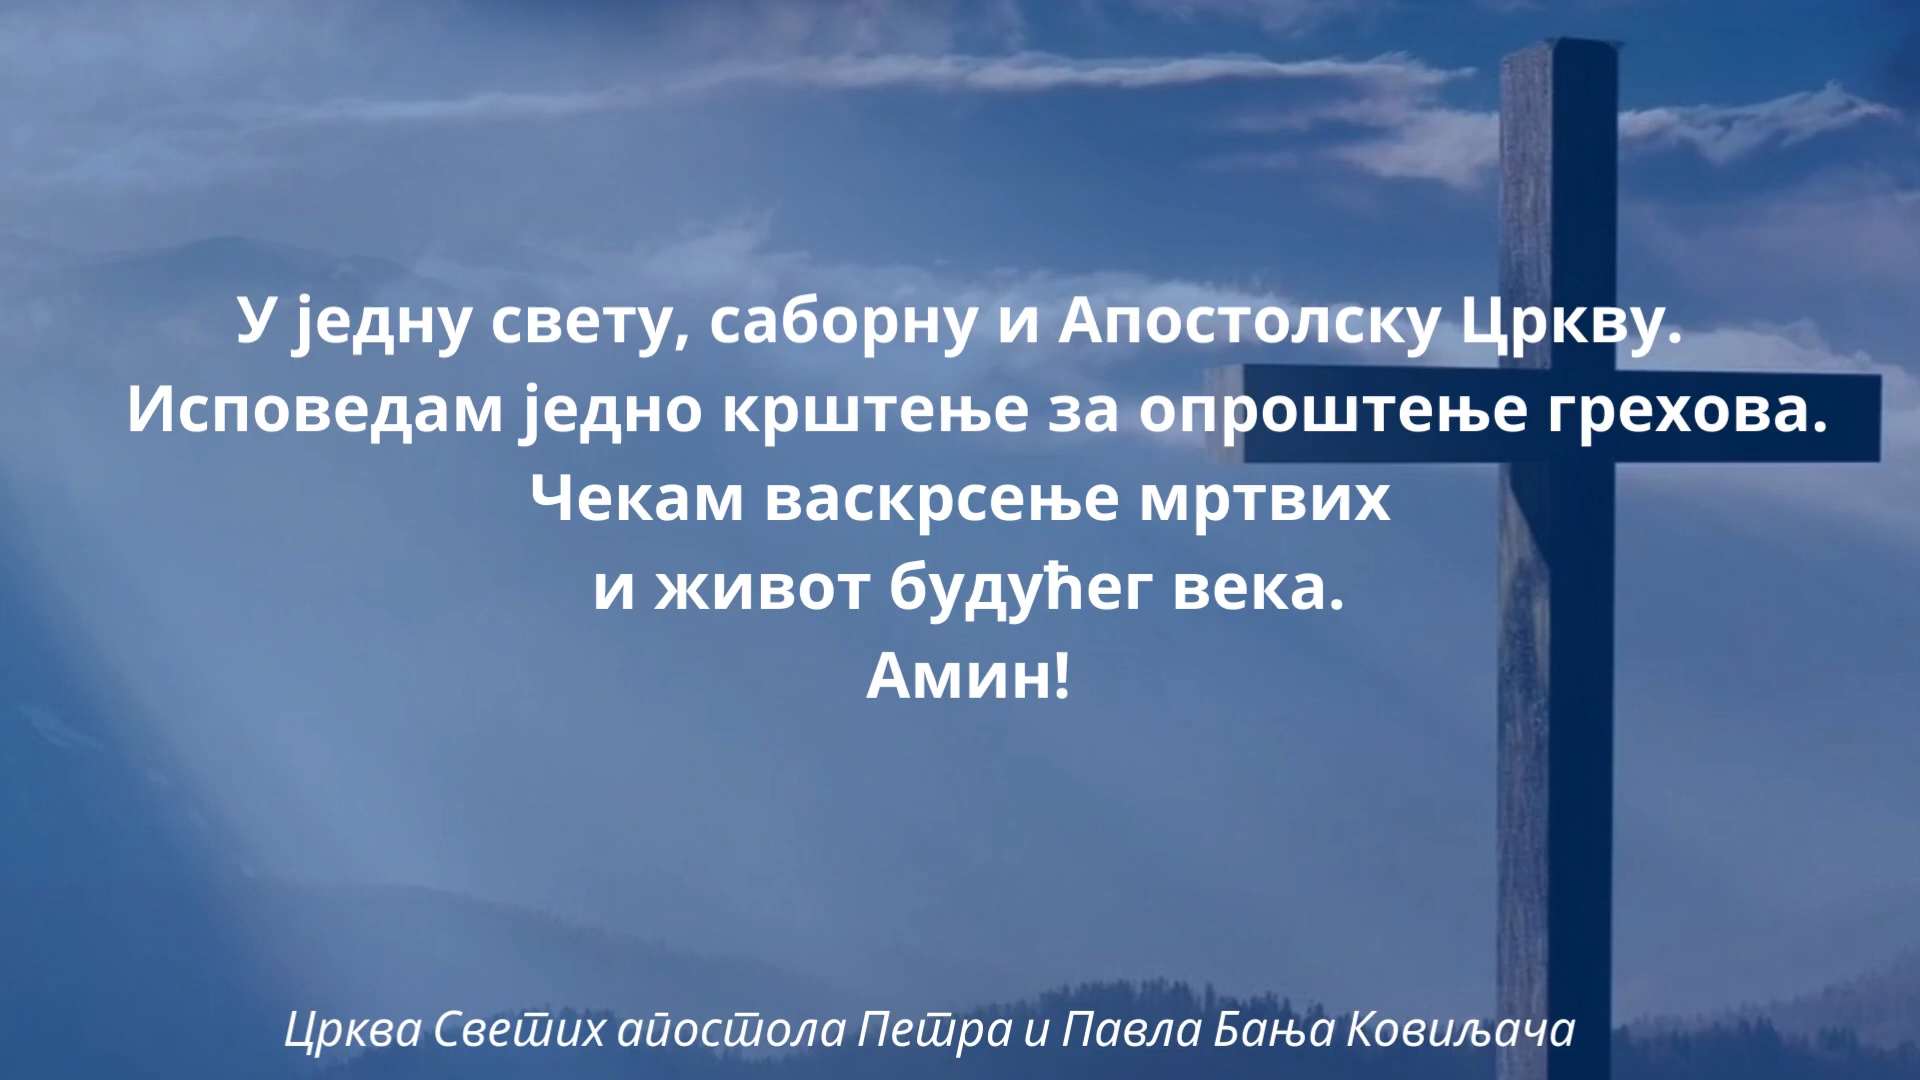 У једну свету, саборну и Апостолску Цркву.
Исповедам једно крштење за опроштење грехова.
Чекам васкрсење мртвих
и живот будућег века.
Амин!
Црква Светих апостола Петра и Павла Бања Ковиљача